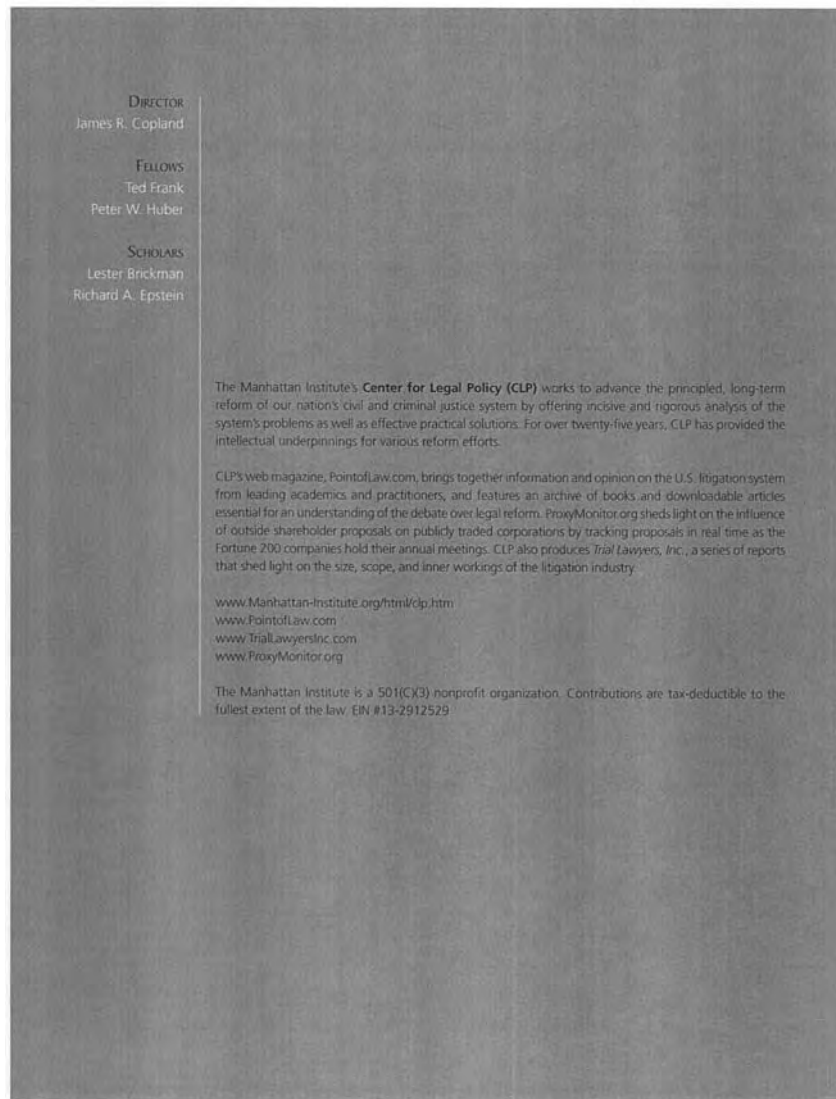 DIRECTOR
James R. Copland
FELLOWS
Ted Frank
Peter W. Huber
SCHOLARS
Lester Brickman
Richard A. Epstein
The Manhattan Institute's Center for Legal Policy (CLP) works to advance the principled, long-term
reform of our nation's civil and criminal justice system by offering incisive and rigorous analysis of the
system's problems as well as effective practical solutions. For over twenty-five years, CLP has provided the
intellectual underpinnings for various reform efforts.
CLP's web magazine, PointofLaw.com, brings together information and opinion on the U.S. litigation system
from leading academics and practitioners, and features an archive of books and downloadable articles
essential for an understanding of the debate over legal reform. ProxyMonitor.org sheds light on the influence
of outside shareholder proposals on publicly traded corporations by tracking proposals in real time as the
Fortune 200 companies hold their annual meetings. CLP also produces Trial Lawyers, Inc., a series of reports
that shed light on the size, scope, and inner workings of the litigation industry.
www.Manhattan-Institute.org/html/clp.htm
www.PointofLaw.com
www.TrialLawyersInc.com
www.ProxyMonitor.org
The Manhattan Institute is a 501(C)(3) nonprofit organization. Contributions are tax-deductible to the
fullest extent of the law. EIN #13-2912529